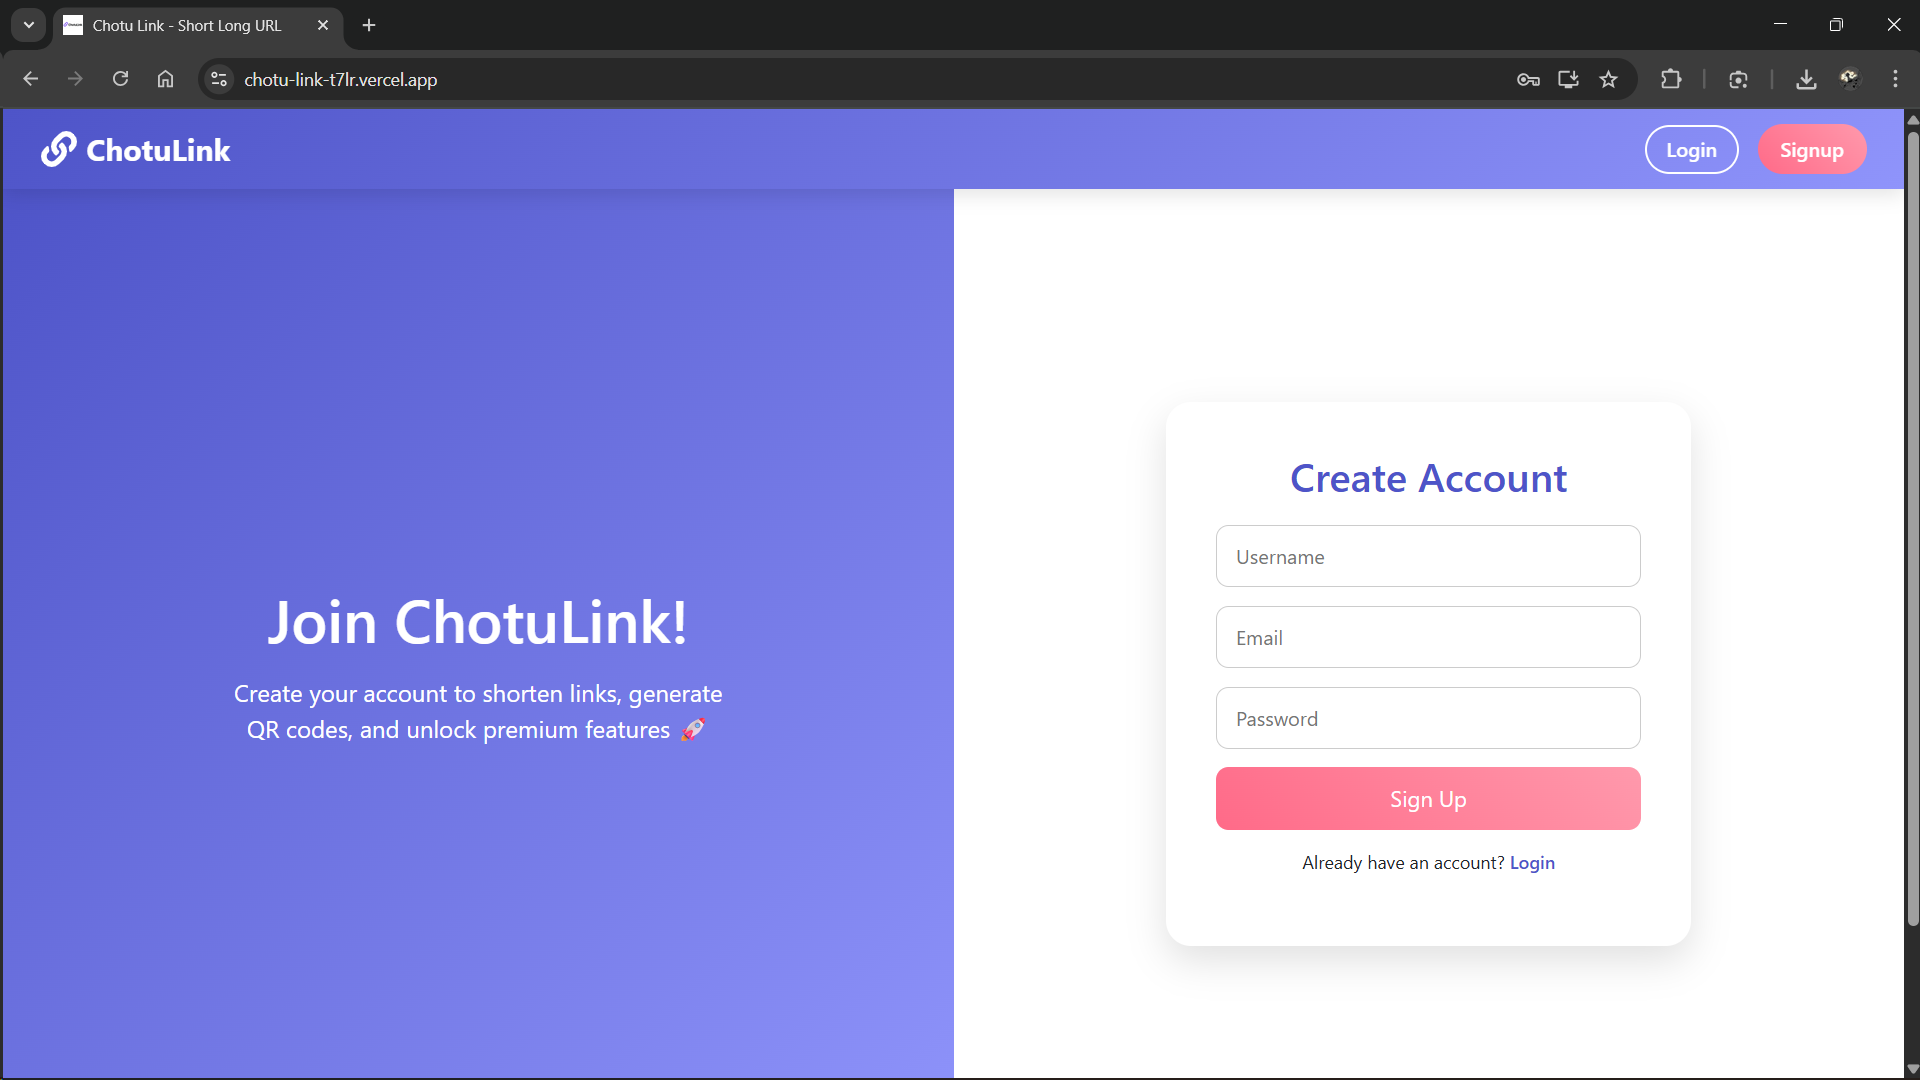 Chotu Link - Short Long URL
chotu-link-t7lr.vercel.app
ChotuLink
Login
Signup
Join ChotuLink!
Create your account to shorten links, generate
QR codes, and unlock premium features 🚀
Create Account
Username
Email
Password
Sign Up
Already have an account? Login